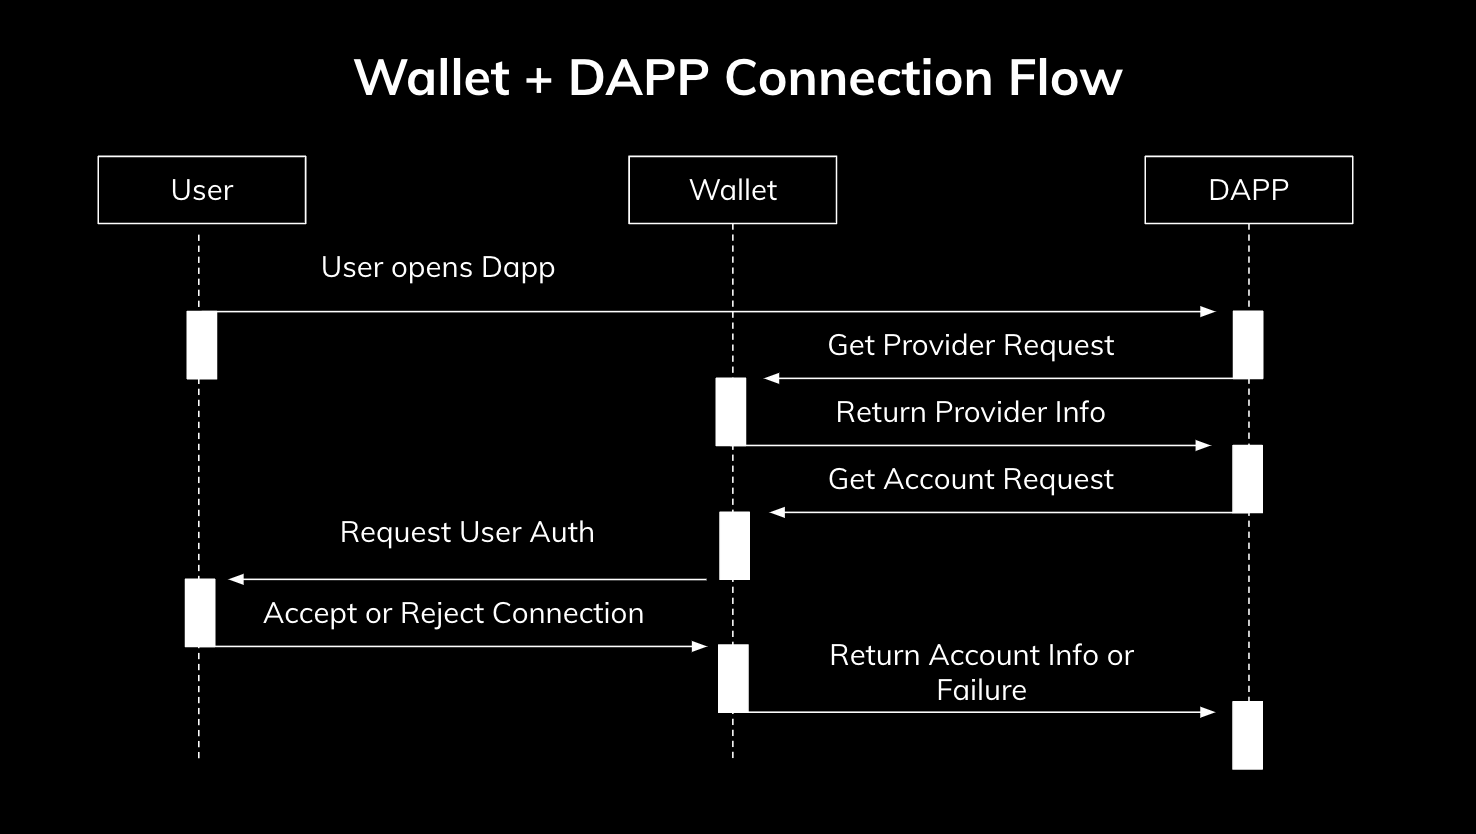 Wallet + DAPP Connection Flow
User
Wallet
DAPP
User opens Dapp
Get Provider Request
Return Provider Info
Get Account Request
Request User Auth
Accept or Reject Connection
Return Account Info or
Failure